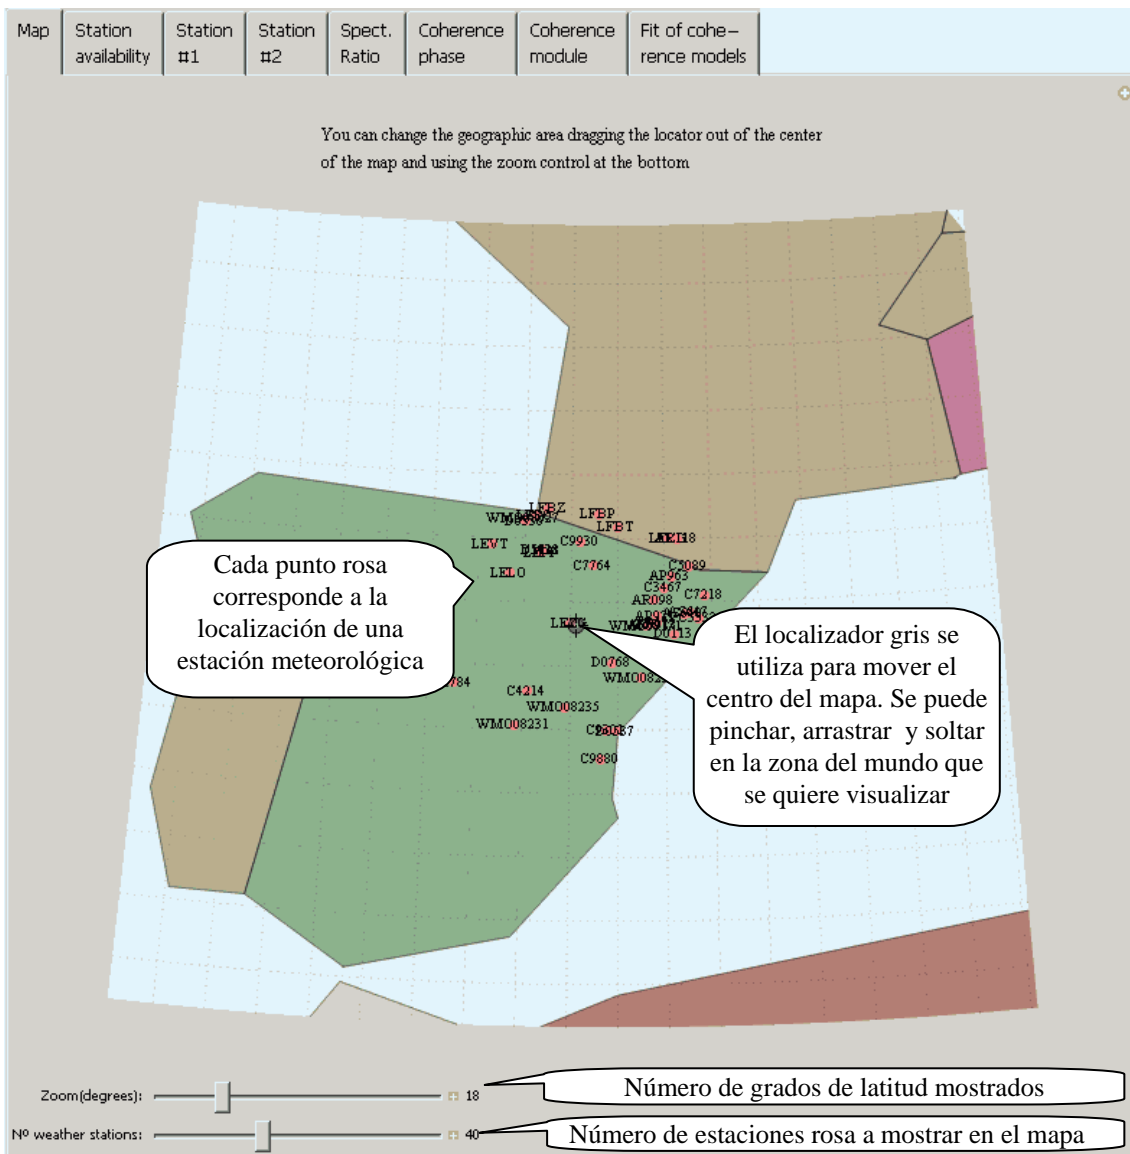 Map
Station
availability
Station
#1
Station
#2
Spect.
Ratio
Coherence
phase
Coherence
module
Fit of cohe-
rence models
You can change the geographic area dragging the locator out of the center
of the map and using the zoom control at the bottom
LFBZ
LFBP
LFBT
LEVT
C9930
LELO
C7764
C5089
AP963
C3467
C7218
AR098
D0113
D0768
C4214
WMO08235
WMO08231
C9880
Cada punto rosa
corresponde a la
localización de una
estación meteorológica
El localizador gris se
utiliza para mover el
centro del mapa. Se puede
pinchar, arrastrar y soltar
en la zona del mundo que
se quiere visualizar
Zoom(degrees):
18
Número de grados de latitud mostrados
Nº weather stations:
40
Número de estaciones rosa a mostrar en el mapa